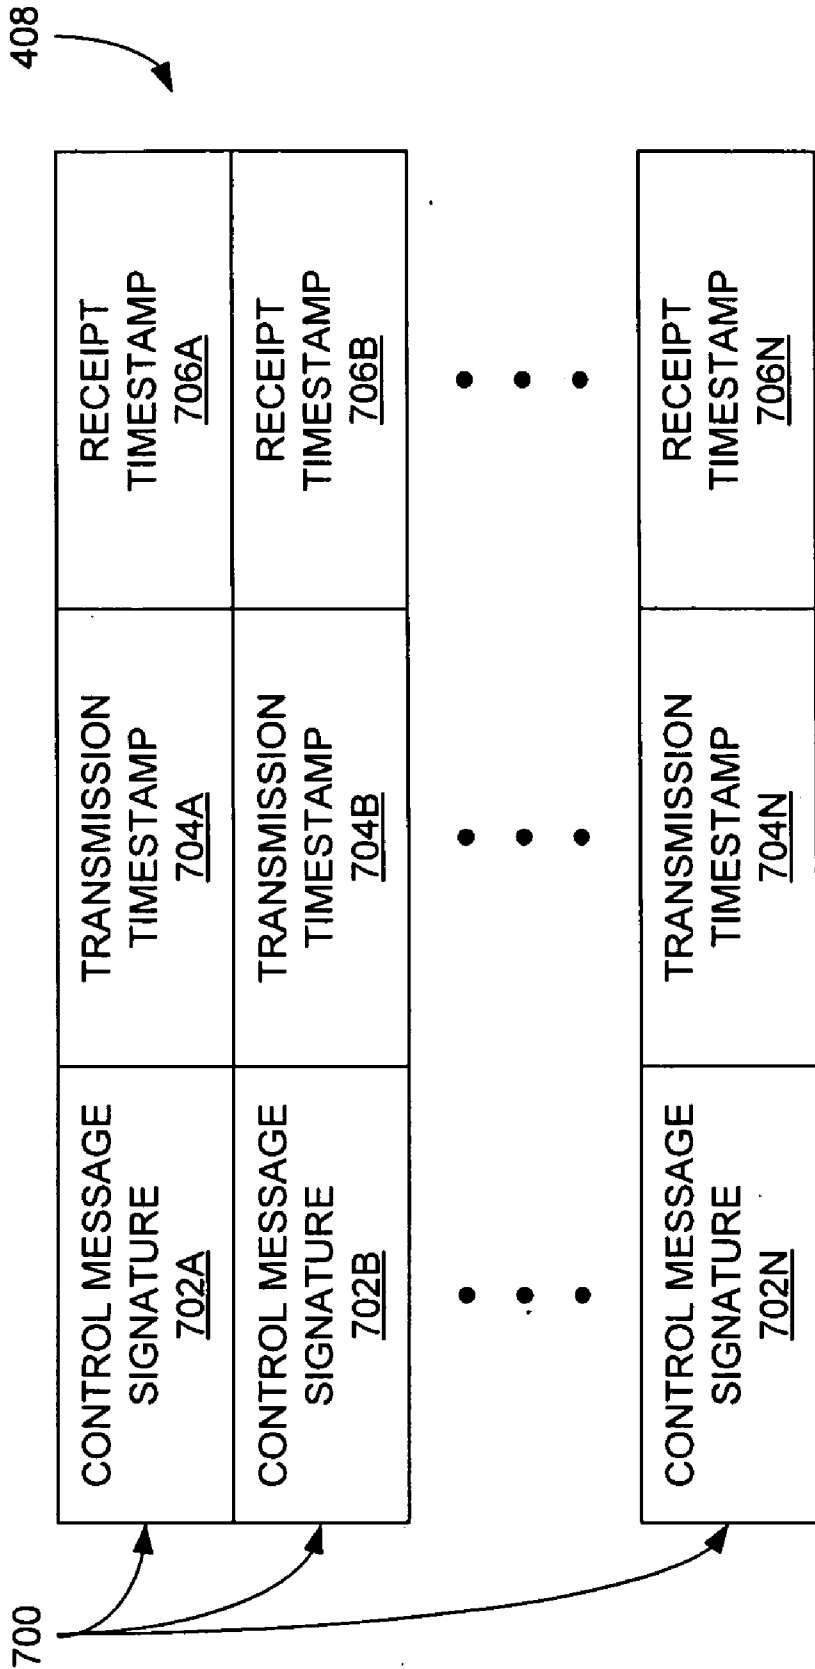 408
700
CONTROL MESSAGE
SIGNATURE
702A
TRANSMISSION
TIMESTAMP
704A
RECEIPT
TIMESTAMP
706A
CONTROL MESSAGE
SIGNATURE
702B
TRANSMISSION
TIMESTAMP
704B
RECEIPT
TIMESTAMP
706B
CONTROL MESSAGE
SIGNATURE
702N
TRANSMISSION
TIMESTAMP
704N
RECEIPT
TIMESTAMP
706N